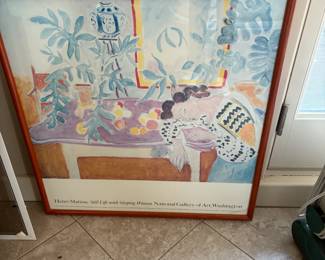 Henri Matisse, Still Life with Sleeping Woman, National Gallery of Art, Washington